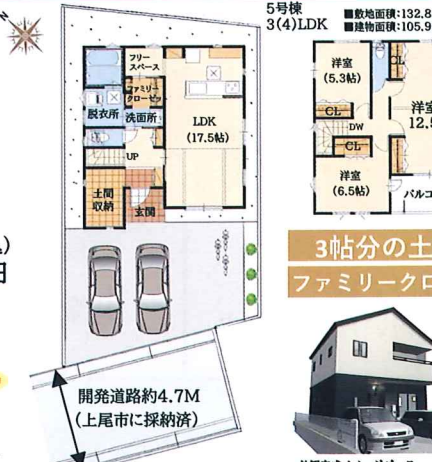 N
5号棟
3(4)LDK
■敷地面積:132.8
■建物面積:105.9
フリー
スペース
ファミリー
クローゼット
脱衣所
洗面所
LDK
(17.5帖)
UP
土間
収納
玄関
洋室
(5.3帖)
CL
CL
DW
CL
洋室
12.5
洋室
(6.5帖)
バルコ
円
3帖分の土
ファミリークロ
開発道路約4.7M
(上尾市に採納済)